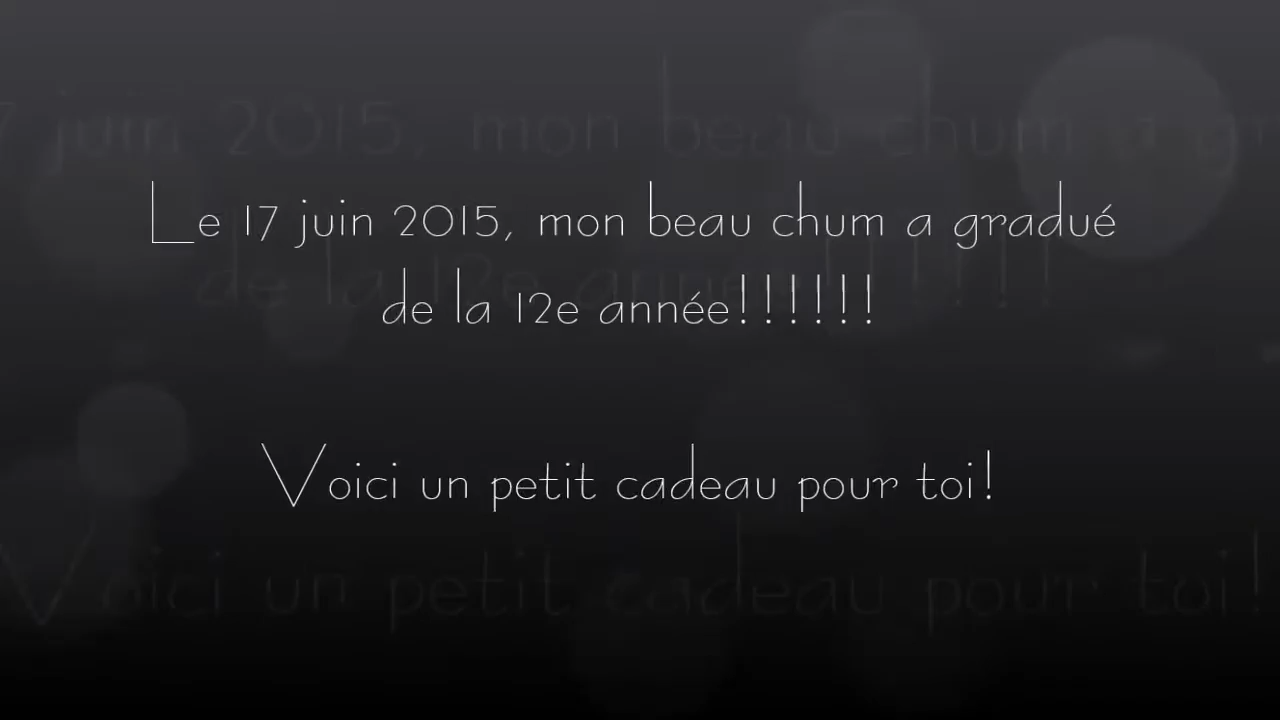 Le 17 juin 2015, mon beau chum a gradué
de la 12e année!!!!!!
Voici un petit cadeau pour toi!